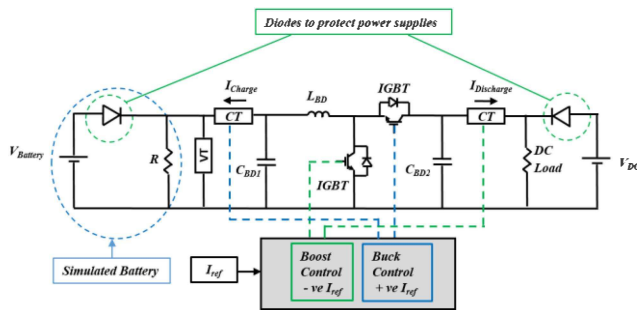 Diodes to protect power supplies
I_Charge
L_BD
IGBT
I_Discharge
CT
CT
V_Battery
R
VT
C_BD1
IGBT
C_BD2
DC
Load
V_DC
Simulated Battery
I_ref
Boost
Control
- ve I_ref
Buck
Control
+ ve I_ref